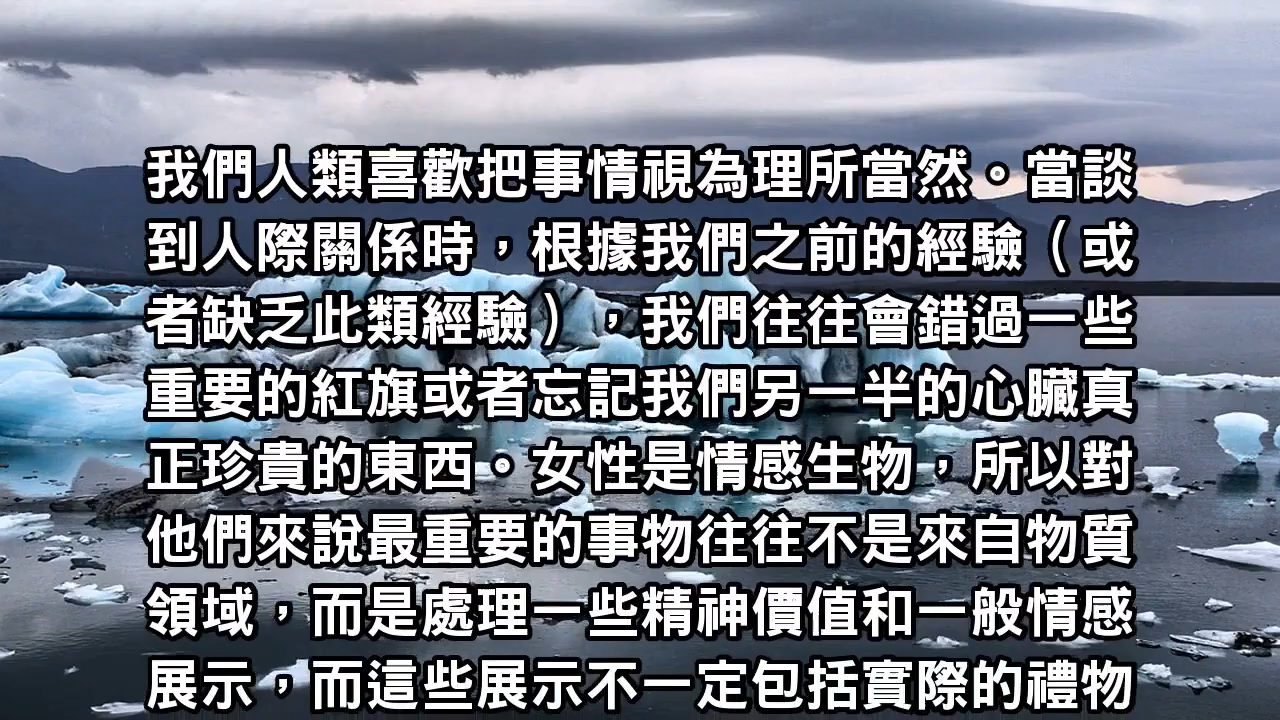 我們人類喜歡把事情視為理所當然。當談
到人際關係時，根據我們之前的經驗（或
者缺乏此類經驗），我們往往會錯過一些
重要的紅旗或者忘記我們另一半的心臟真
正珍貴的東西。女性是情感生物，所以對
他們來說最重要的事物往往不是來自物質
領域，而是處理一些精神價值和一般情感
展示，而這些展示不一定包括實際的禮物